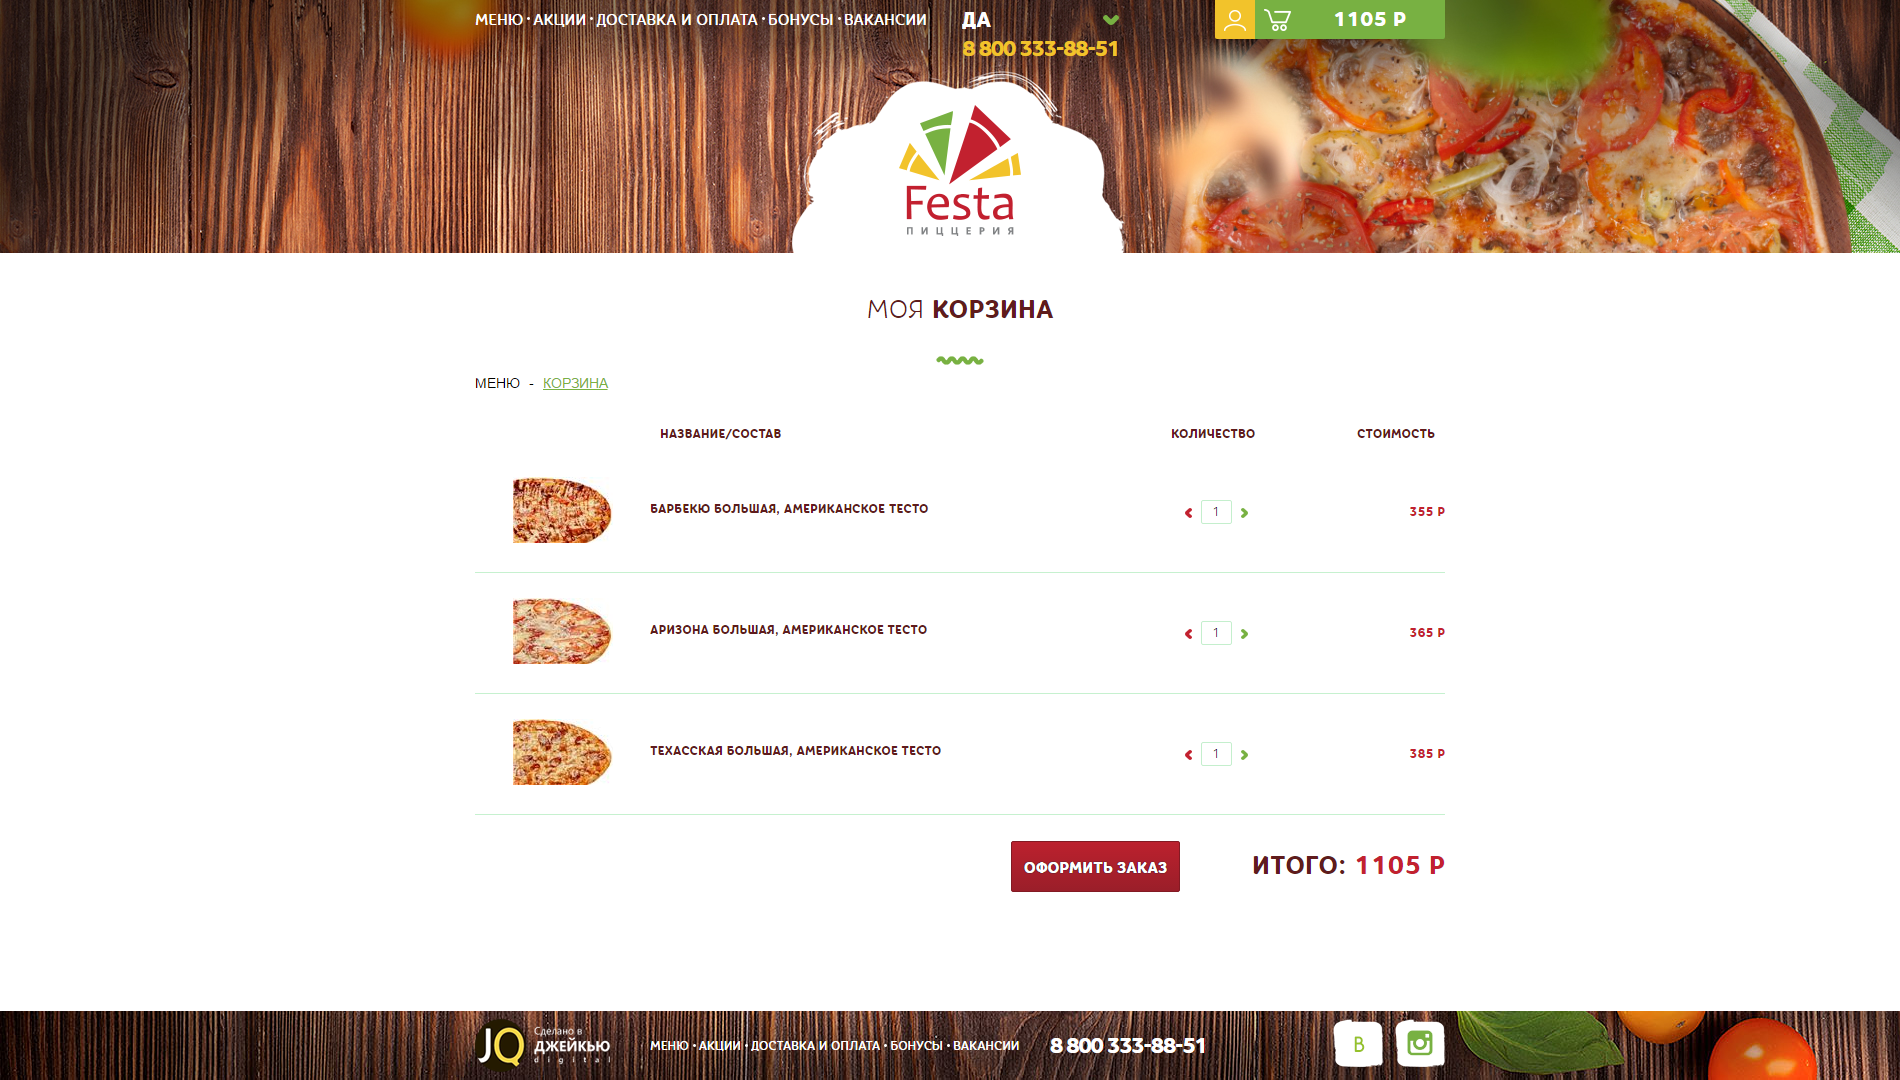 МЕНЮ · АКЦИИ · ДОСТАВКА И ОПЛАТА · БОНУСЫ · ВАКАНСИИ
ДА
8 800 333-88-51
1105 Р
Festa
ПИЦЦЕРИЯ
МОЯ КОРЗИНА
МЕНЮ - КОРЗИНА
НАЗВАНИЕ/СОСТАВ КОЛИЧЕСТВО СТОИМОСТЬ
БАРБЕКЮ БОЛЬШАЯ, АМЕРИКАНСКОЕ ТЕСТО 1 355 Р
АРИЗОНА БОЛЬШАЯ, АМЕРИКАНСКОЕ ТЕСТО 1 365 Р
ТЕХАССКАЯ БОЛЬШАЯ, АМЕРИКАНСКОЕ ТЕСТО 1 385 Р
ОФОРМИТЬ ЗАКАЗ ИТОГО: 1105 Р
JQ
Сделано в
ДЖЕЙКЬЮ
digital
МЕНЮ · АКЦИИ · ДОСТАВКА И ОПЛАТА · БОНУСЫ · ВАКАНСИИ
8 800 333-88-51
В